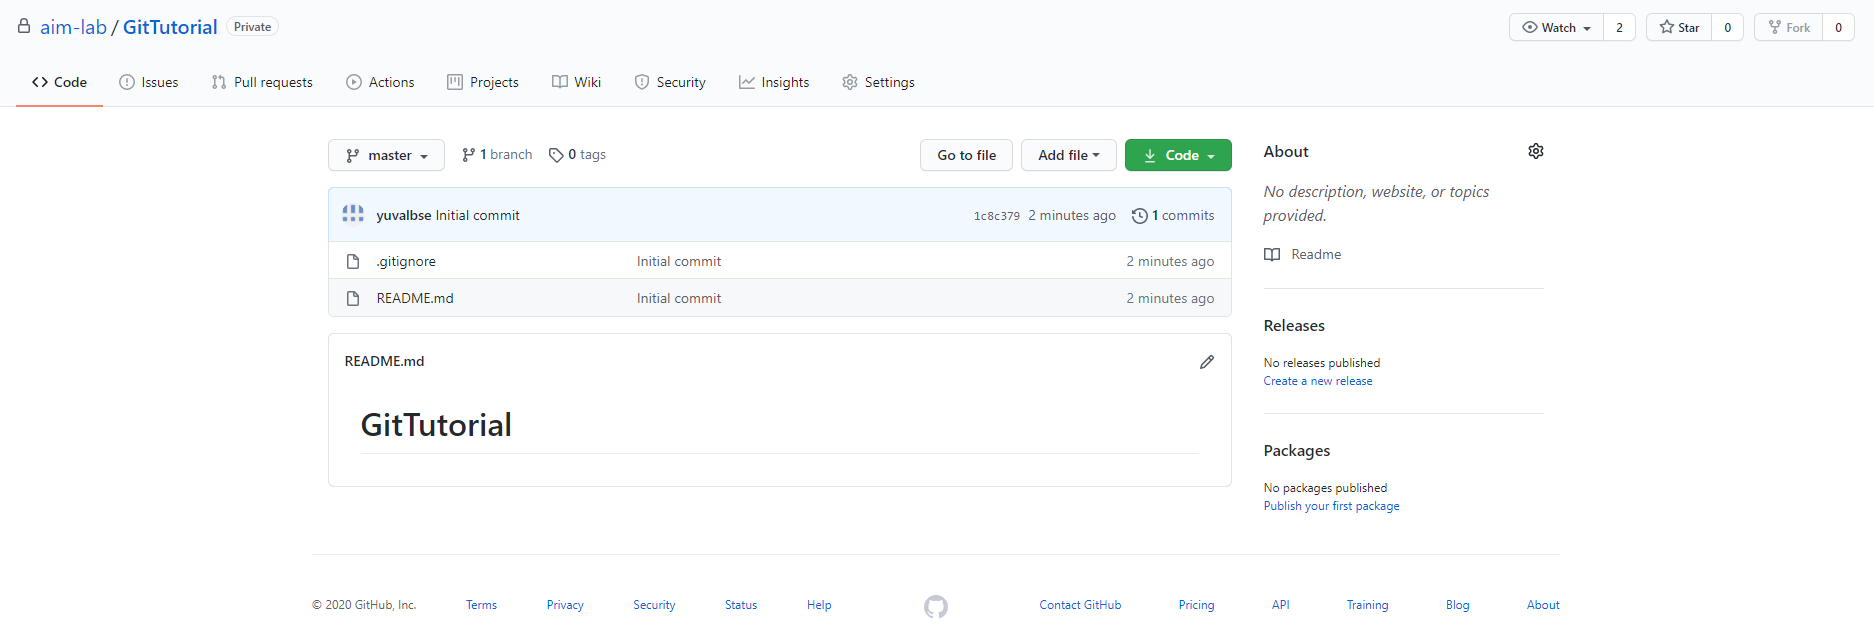 aim-lab / GitTutorial Private Watch 2 Star 0 Fork 0
Code Issues Pull requests Actions Projects Wiki Security Insights Settings
master 1 branch 0 tags Go to file Add file Code
yuvalbse Initial commit 1c8c379 2 minutes ago 1 commits
.gitignore Initial commit 2 minutes ago
README.md Initial commit 2 minutes ago
README.md
GitTutorial
About
No description, website, or topics
provided.
Readme
Releases
No releases published
Create a new release
Packages
No packages published
Publish your first package
© 2020 GitHub, Inc. Terms Privacy Security Status Help Contact GitHub Pricing API Training Blog About